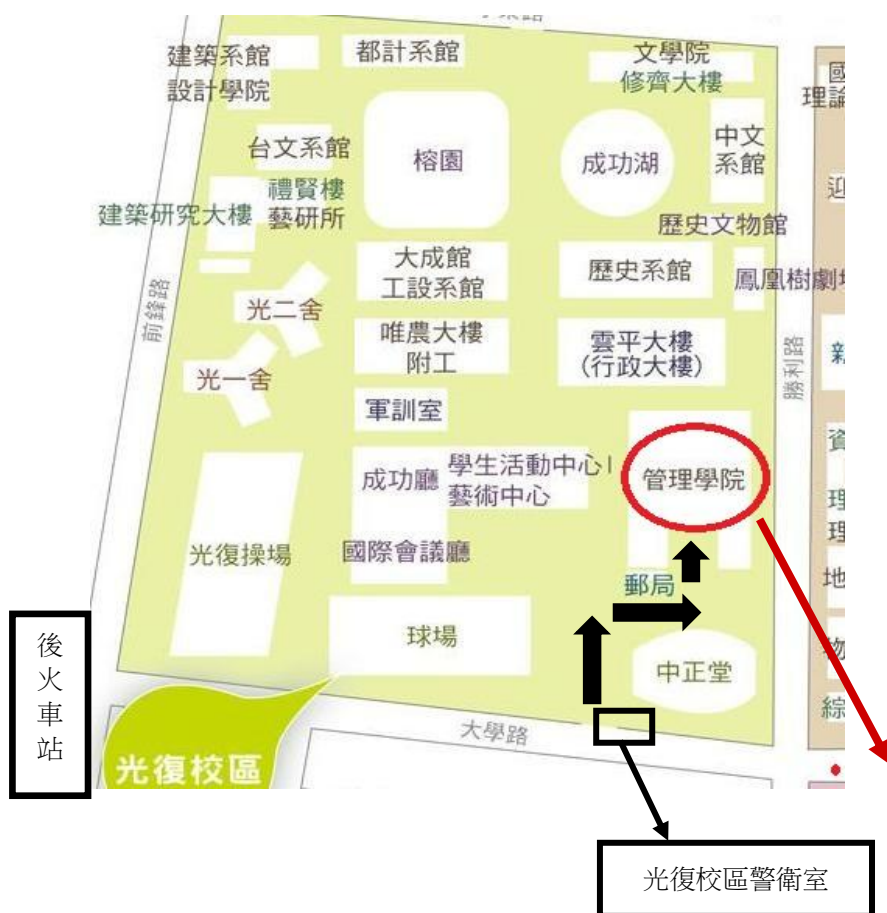 建築系館
設計學院
都計系館
文學院
修齊大樓
台文系館
榕園
成功湖
中文
系館
禮賢樓
藝研所
建築研究大樓
歷史文物館
大成館
工設系館
歷史系館
鳳凰樹劇
前鋒路
光二舍
唯農大樓
附工
雲平大樓
(行政大樓)
勝利路
光一舍
軍訓室
成功廳
學生活動中心
藝術中心
管理學院
光復操場
國際會議廳
郵局
球場
中正堂
大學路
後火車站
光復校區
光復校區警衛室
理論
迎
新
資
理
理
地
物
綜